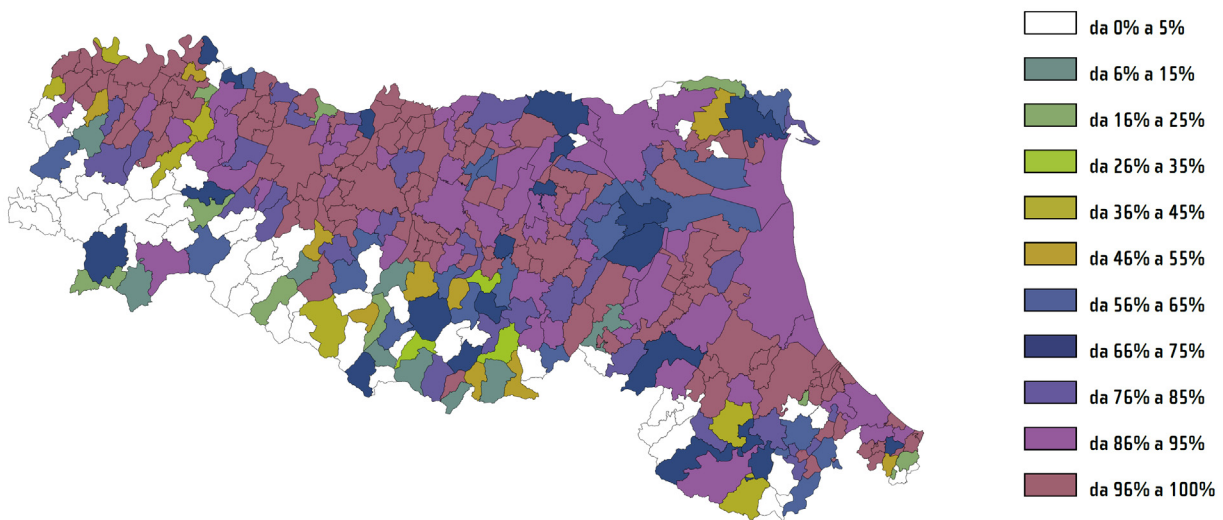 da 0% a 5%
da 6% a 15%
da 16% a 25%
da 26% a 35%
da 36% a 45%
da 46% a 55%
da 56% a 65%
da 66% a 75%
da 76% a 85%
da 86% a 95%
da 96% a 100%